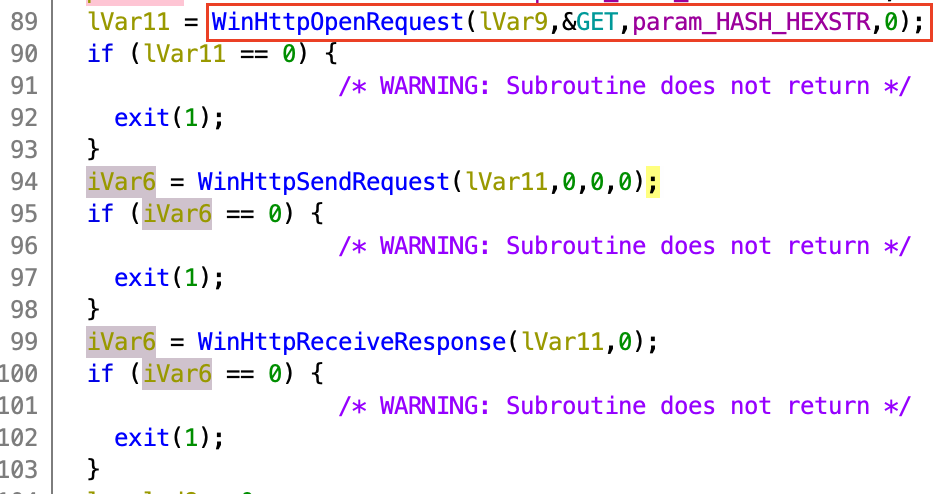 89 lVar11 = WinHttpOpenRequest(lVar9,&GET,param_HASH_HEXSTR,0);
90 if (lVar11 == 0) {
91 /* WARNING: Subroutine does not return */
92 exit(1);
93 }
94 iVar6 = WinHttpSendRequest(lVar11,0,0,0);
95 if (iVar6 == 0) {
96 /* WARNING: Subroutine does not return */
97 exit(1);
98 }
99 iVar6 = WinHttpReceiveResponse(lVar11,0);
100 if (iVar6 == 0) {
101 /* WARNING: Subroutine does not return */
102 exit(1);
103 }